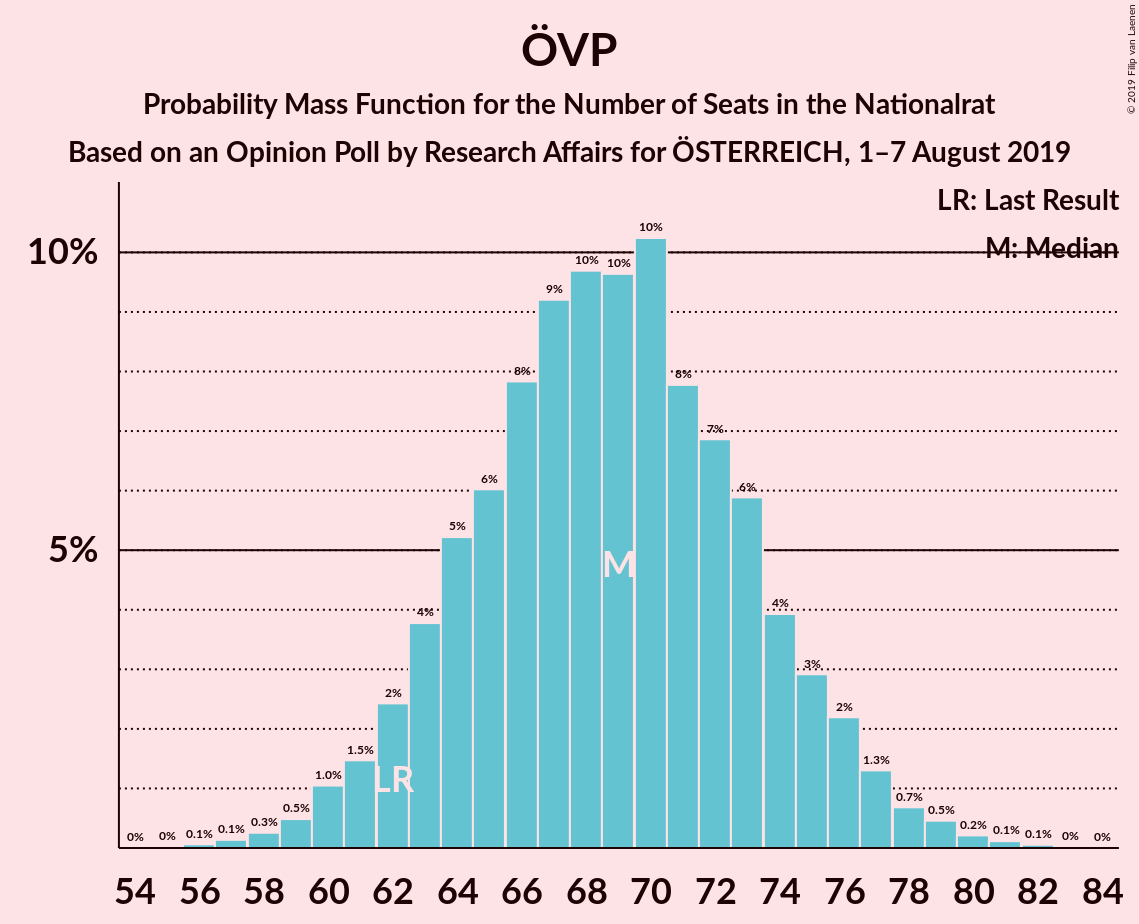 ÖVP
Probability Mass Function for the Number of Seats in the Nationalrat
Based on an Opinion Poll by Research Affairs for ÖSTERREICH, 1–7 August 2019
© 2019 Filip van Laenen
LR: Last Result
M: Median
10%
5%
0% 0% 0.1% 0.1% 0.3% 0.5% 1.0% 1.5% 2% 4% 5% 6% 8% 9% 10% 10% 10% 8% 7% 6% 4% 3% 2% 1.3% 0.7% 0.5% 0.2% 0.1% 0.1% 0% 0%
M
LR
54 56 58 60 62 64 66 68 70 72 74 76 78 80 82 84